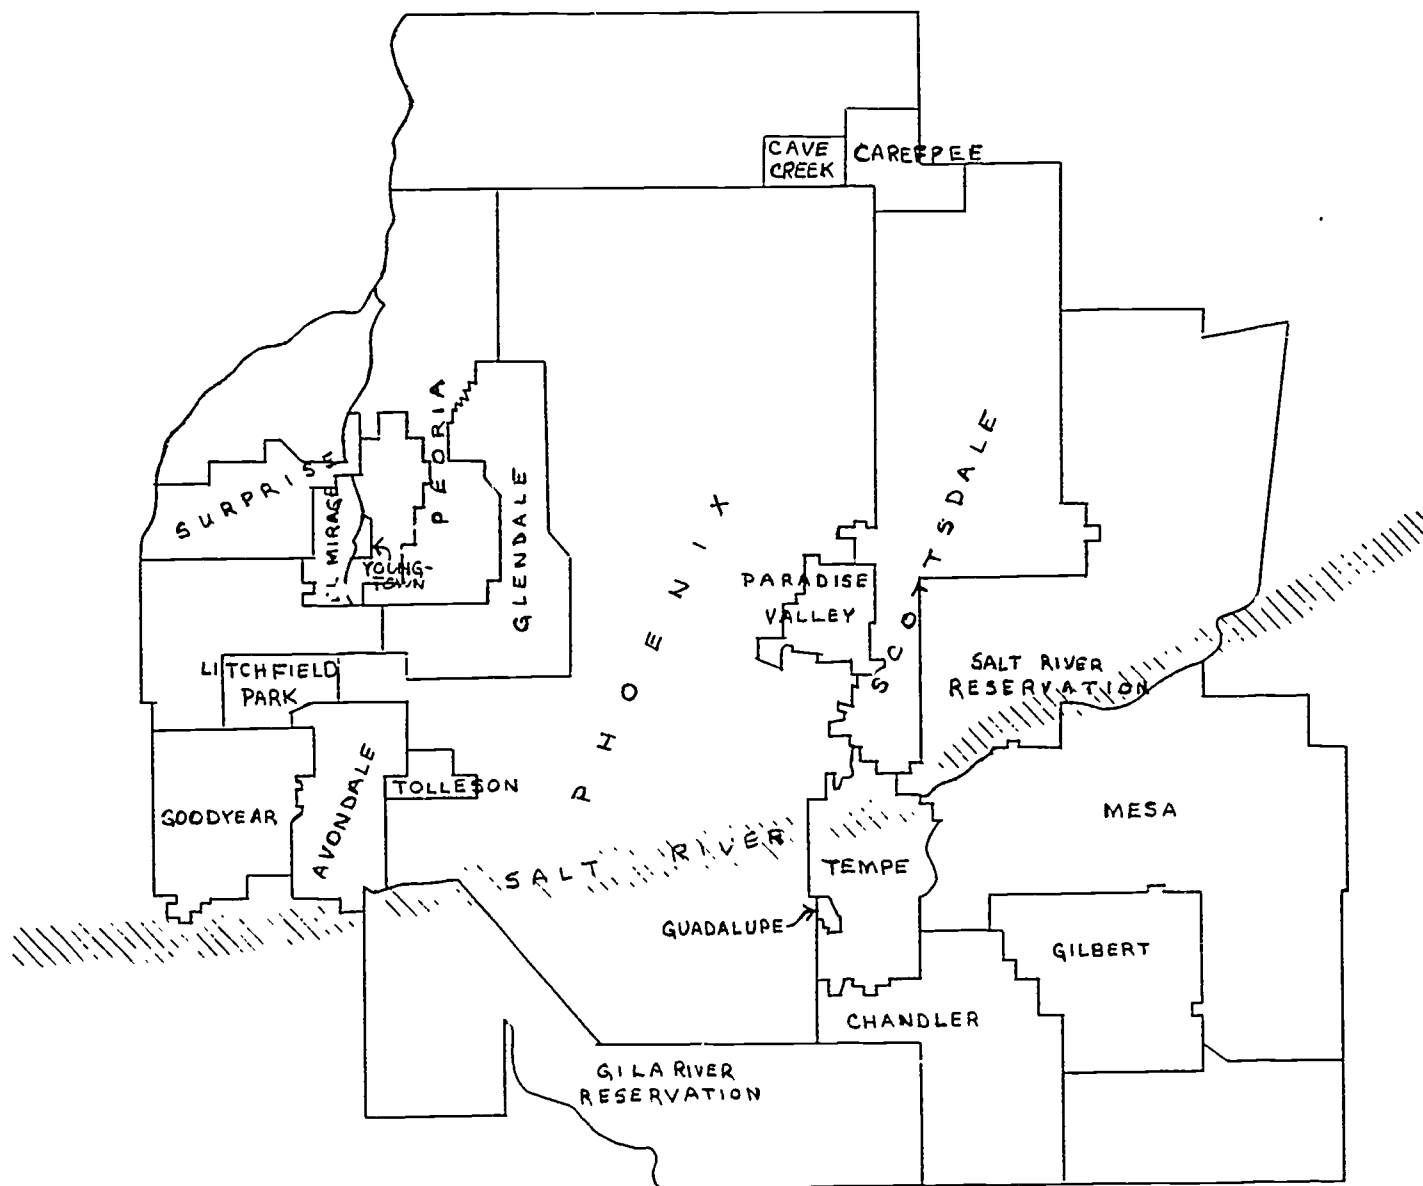 CAVE
CREEK
CAREFREE
PEORIA
SURPRISE
EL MIRAGE
YOUNG-
TOWN
GLENDALE
PHOENIX
SCOTTSDALE
PARADISE
VALLEY
SALT RIVER
RESERVATION
LITCHFIELD
PARK
GOODYEAR
AVONDALE
TOLLESON
MESA
SALT RIVER
TEMPE
GUADALUPE
GILBERT
CHANDLER
GILA RIVER
RESERVATION